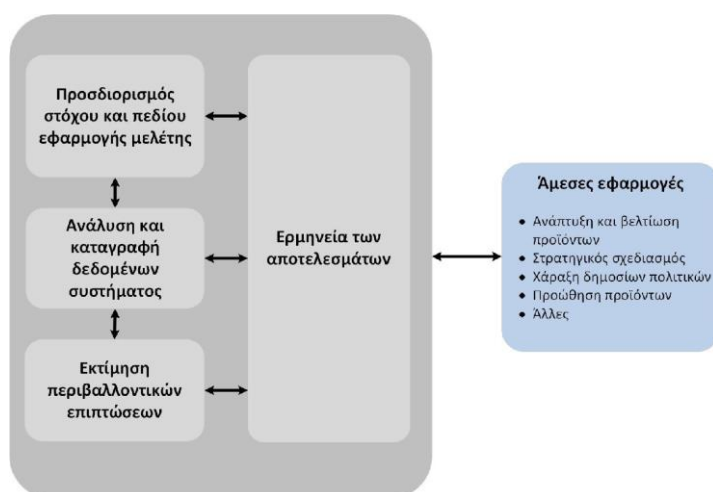 Προσδιορισμός
στόχου και πεδίου
εφαρμογής μελέτης
Ανάλυση και
καταγραφή
δεδομένων
συστήματος
Εκτίμηση
περιβαλλοντικών
επιπτώσεων
Ερμηνεία των
αποτελεσμάτων
Άμεσες εφαρμογές
• Ανάπτυξη και βελτίωση
προϊόντων
• Στρατηγικός σχεδιασμός
• Χάραξη δημοσίων πολιτικών
• Προώθηση προϊόντων
• Άλλες